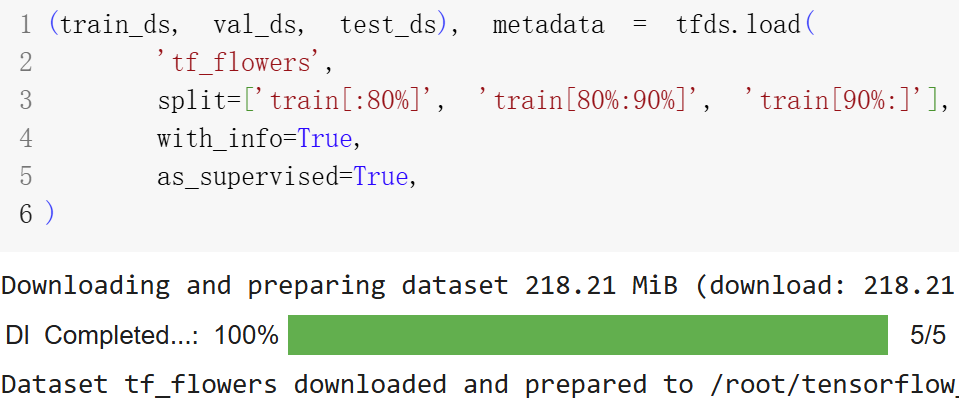 1 (train_ds, val_ds, test_ds), metadata = tfds.load(
2 'tf_flowers',
3 split=['train[:80%]', 'train[80%:90%]', 'train[90%:]'],
4 with_info=True,
5 as_supervised=True,
6 )
Downloading and preparing dataset 218.21 MiB (download: 218.21
Dl Completed...: 100% 5/5
Dataset tf_flowers downloaded and prepared to /root/tensorflow_